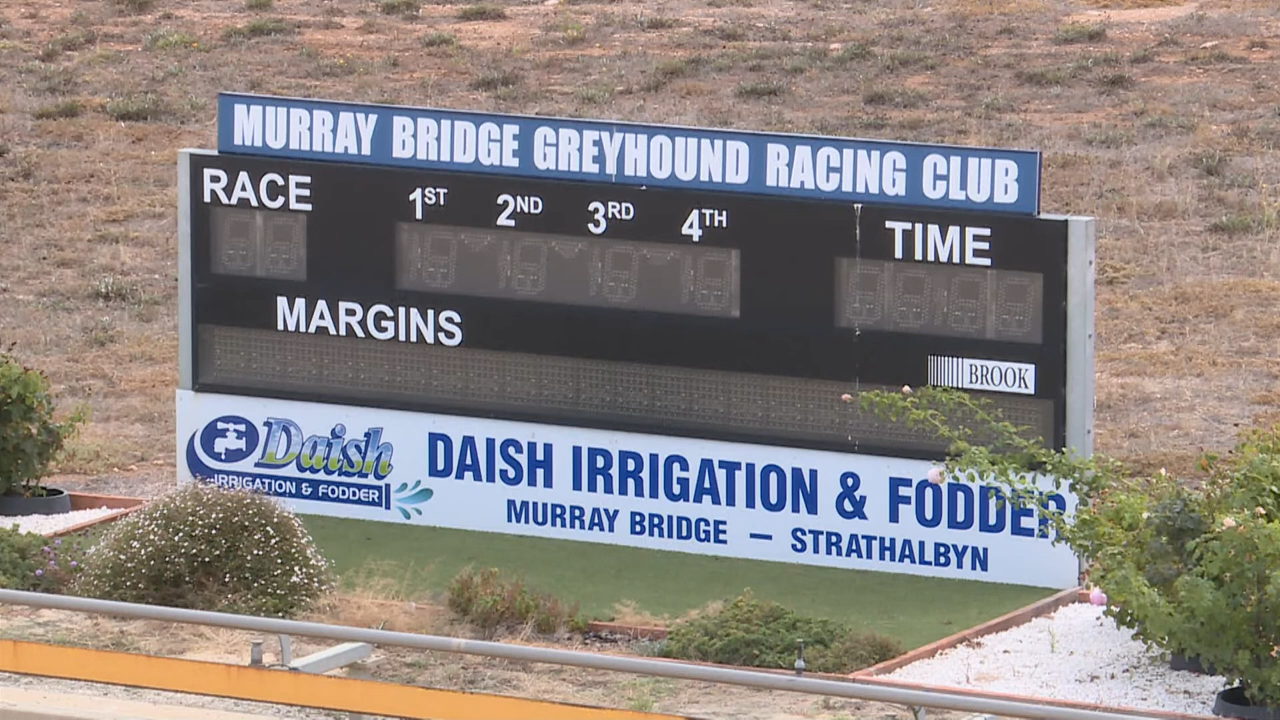 MURRAY BRIDGE GREYHOUND RACING CLUB
RACE 1ST 2ND 3RD 4TH TIME
MARGINS
BROOK
Daish
IRRIGATION & FODDER
DAISH IRRIGATION & FODDER
MURRAY BRIDGE – STRATHALBYN